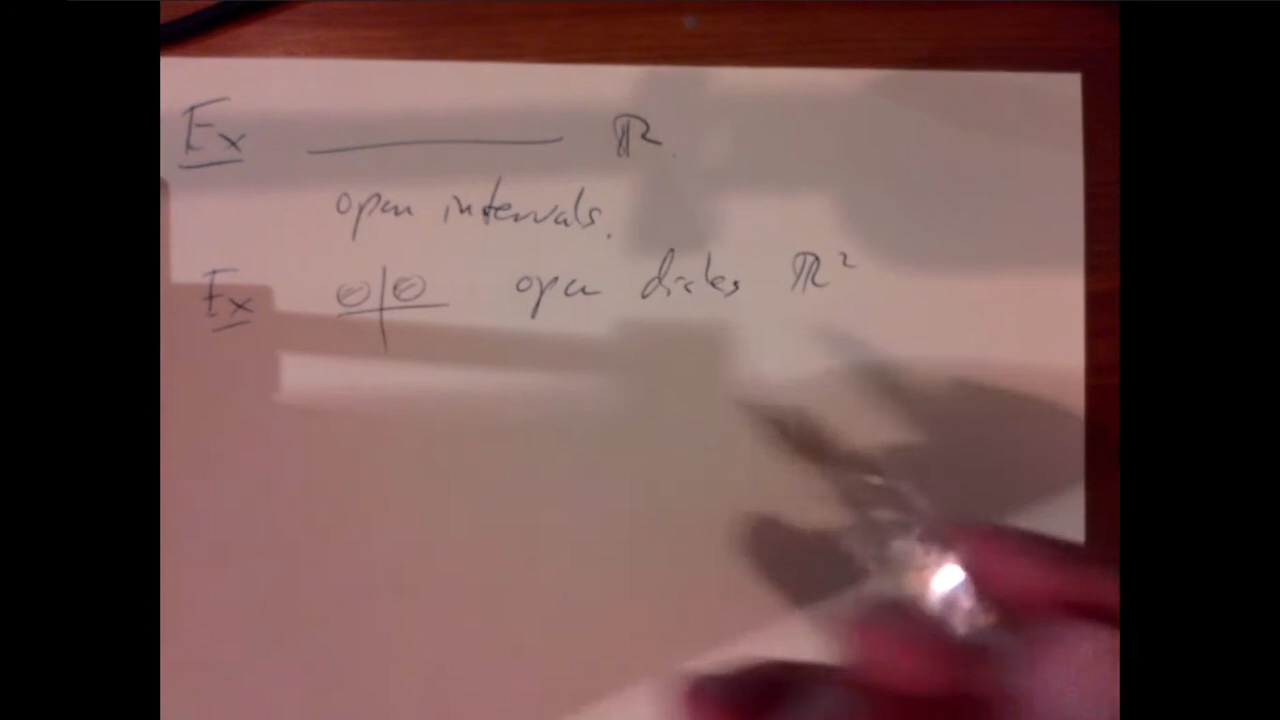 Ex ℝ
open intervals.
Ex open disks ℝ²